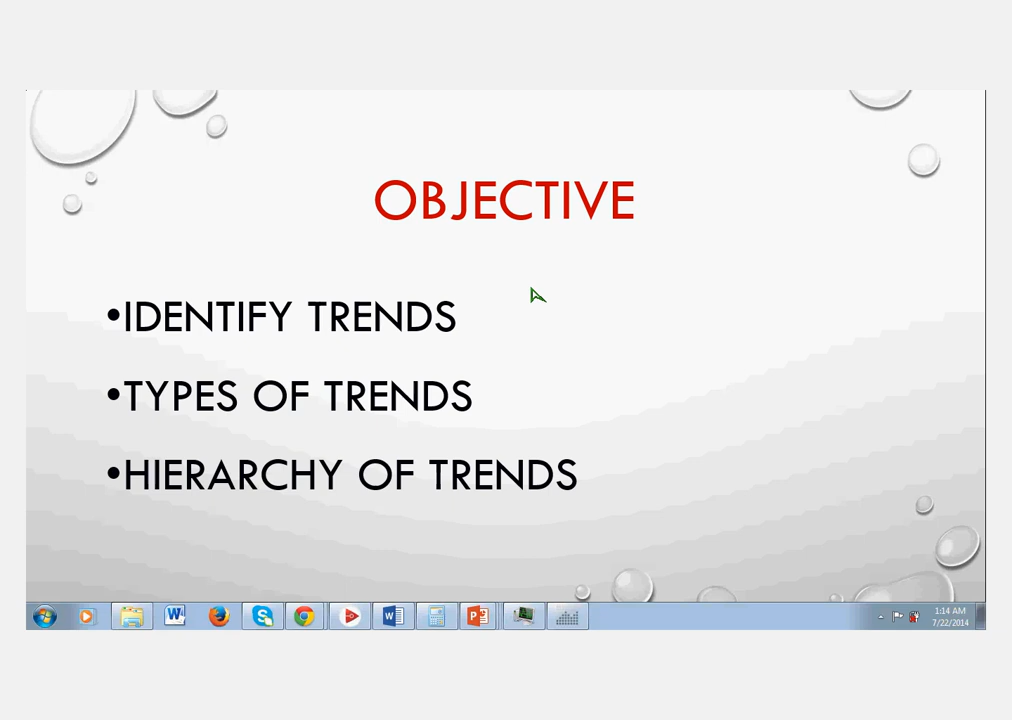 OBJECTIVE
•IDENTIFY TRENDS
•TYPES OF TRENDS
•HIERARCHY OF TRENDS
1:14 AM
7/22/2014